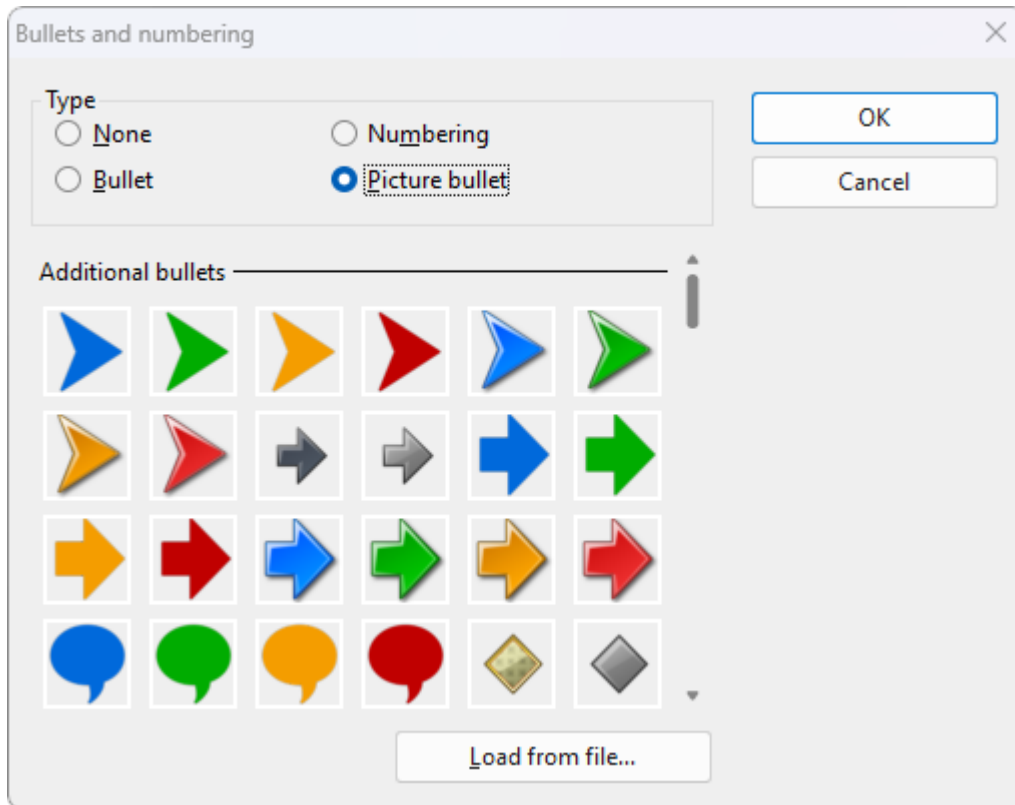 Bullets and numbering
Type
None
Numbering
Bullet
Picture bullet
OK
Cancel
Additional bullets
Load from file...